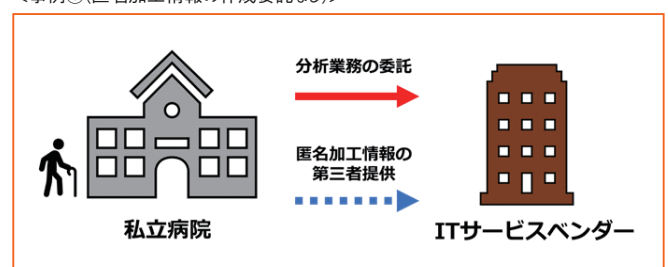 分析業務の委託
匿名加工情報の
第三者提供
私立病院
ITサービスベンダー